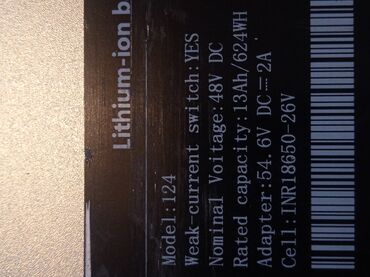 Lithium-ion b
Model:124
Weak-current switch:YES
Nominal Voitage:48V DC
Rated capacity:13Ah/624WH
Adapter:54.6V DC⎓2A
Cell:INR18650-26V